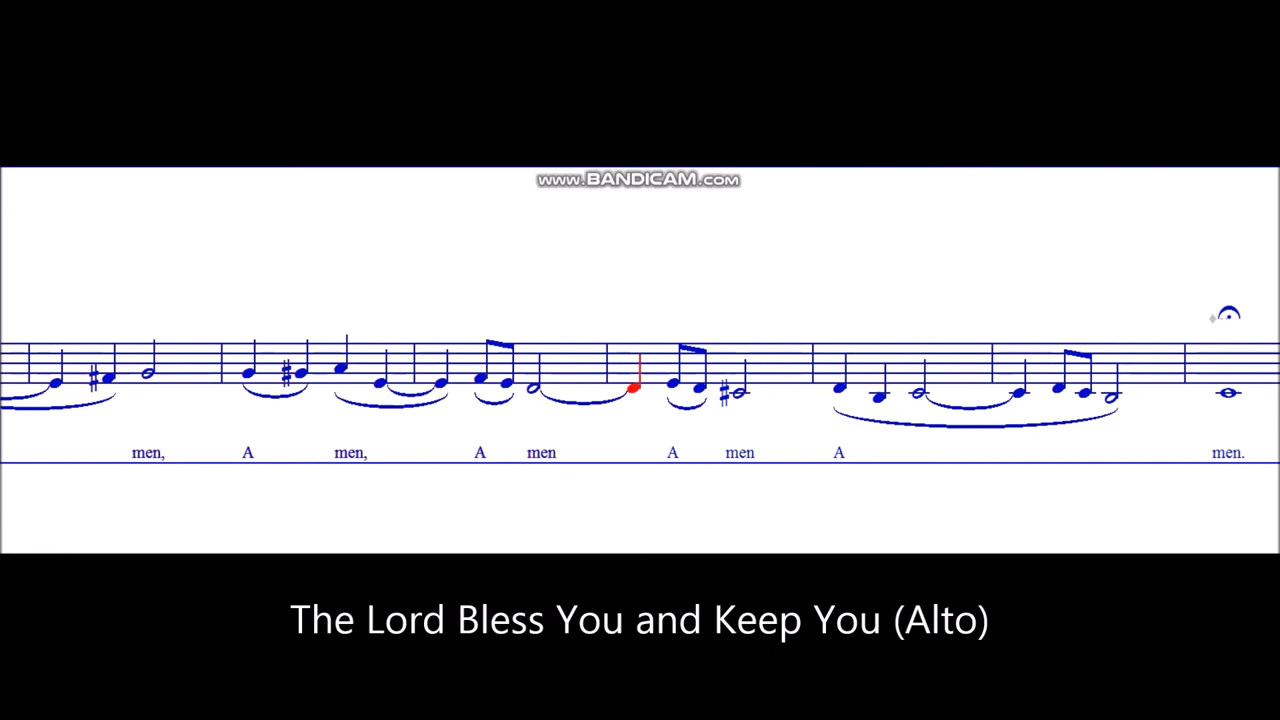 www.BANDICAM.com
men, A men, A men A men A men.
The Lord Bless You and Keep You (Alto)